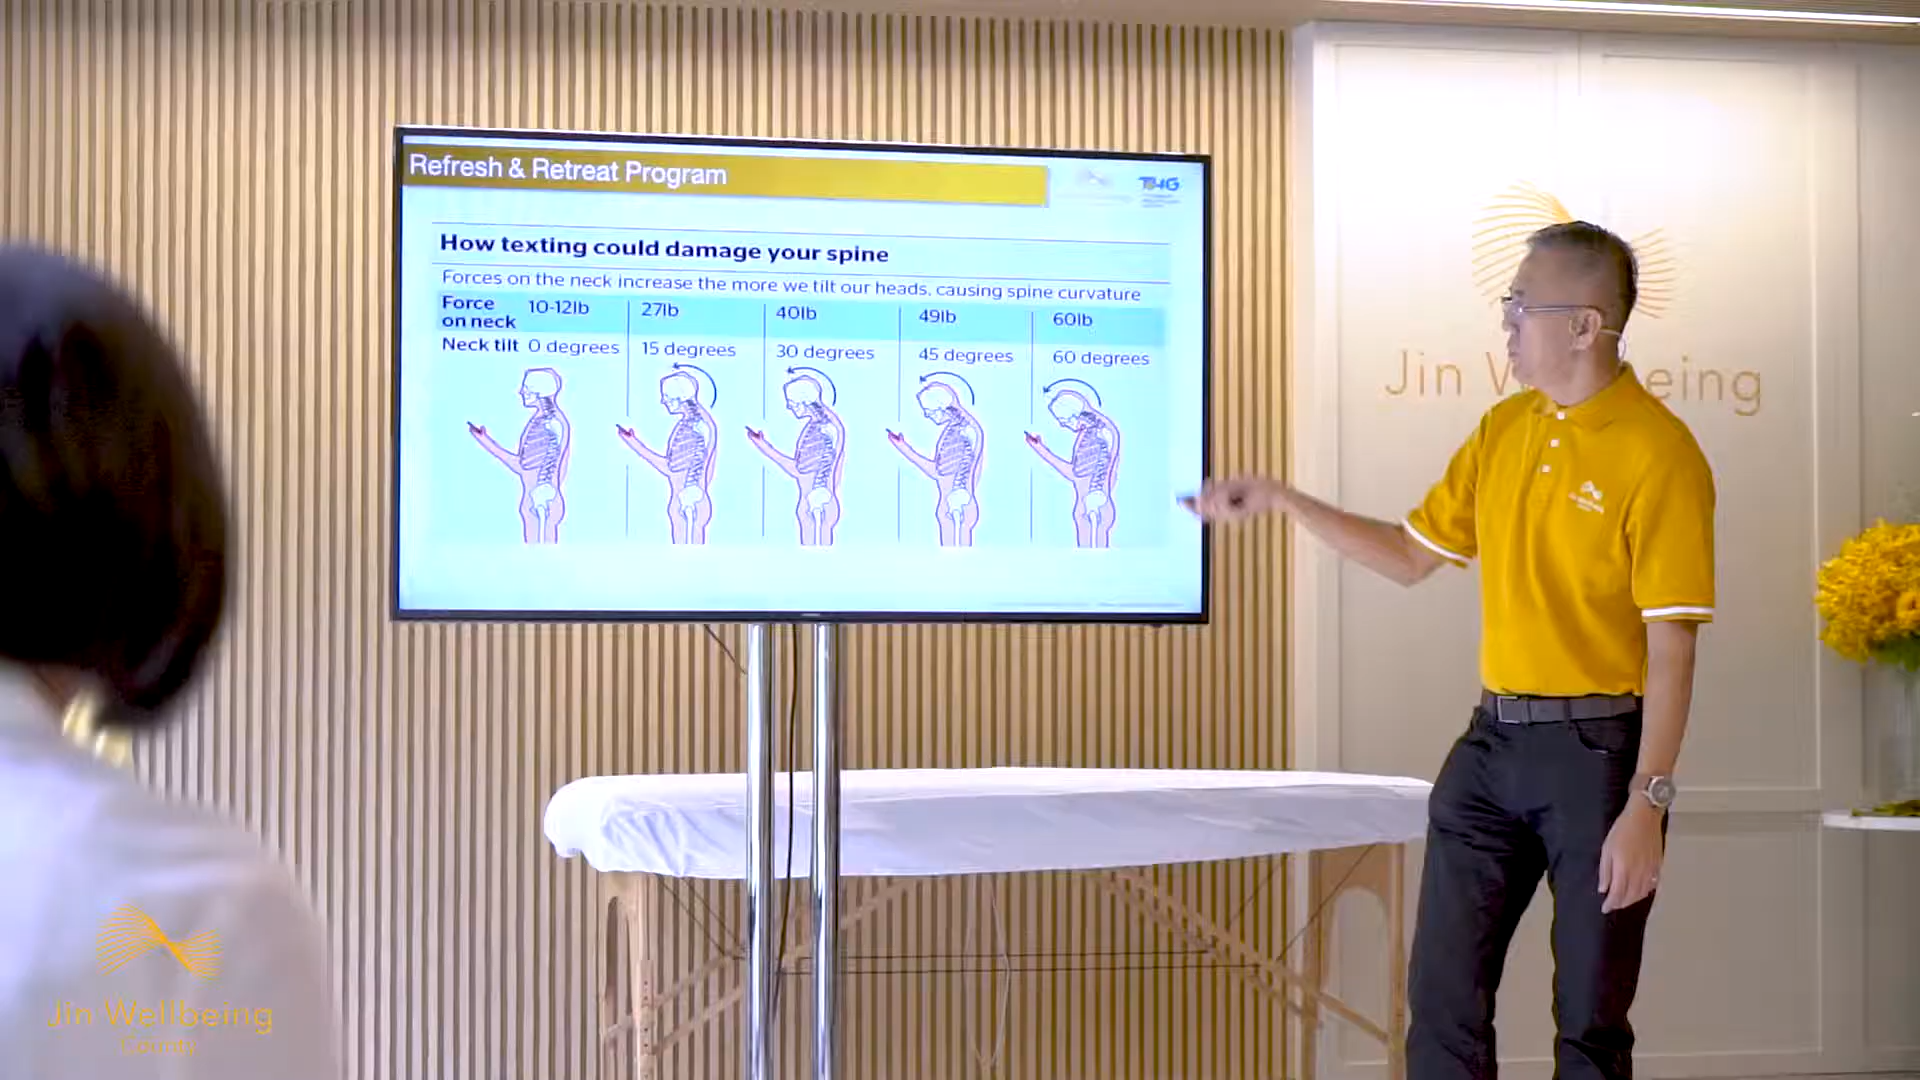 Refresh & Retreat Program
How texting could damage your spine
Forces on the neck increase the more we tilt our heads, causing spine curvature
Force on neck 10-12lb 27lb 40lb 49lb 60lb
Neck tilt 0 degrees 15 degrees 30 degrees 45 degrees 60 degrees
Jin W eing
Jin Wellbeing
County